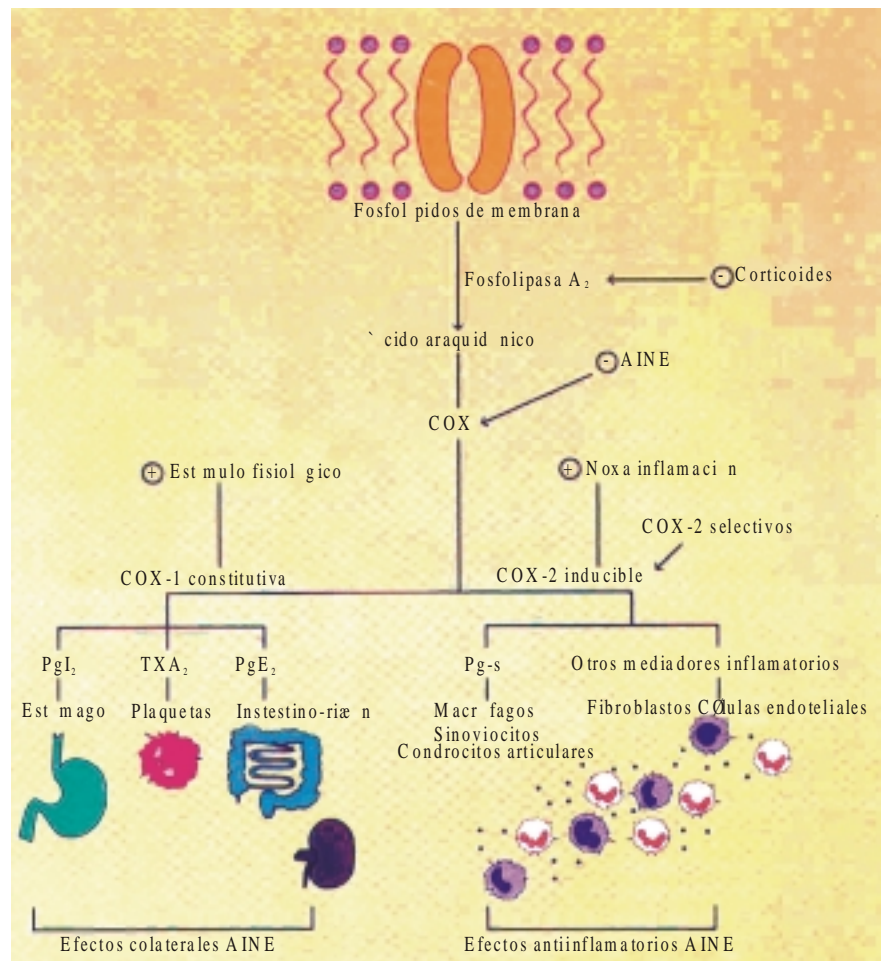 Fosfol pidos de membrana
Fosfolipasa A₂
- Corticoides
` cido araquid nico
- AINE
COX
+ Est mulo fisiol gico
+ Noxa inflamaci n
COX-2 selectivos
COX-1 constitutiva
COX-2 inducible
PgI₂ TXA₂ PgE₂
Pg-s Otros mediadores inflamatorios
Est mago Plaquetas Instestino-riæ n
Macr fagos
Sinoviocitos
Condrocitos articulares
Fibroblastos CØlulas endoteliales
Efectos colaterales AINE
Efectos antiinflamatorios AINE